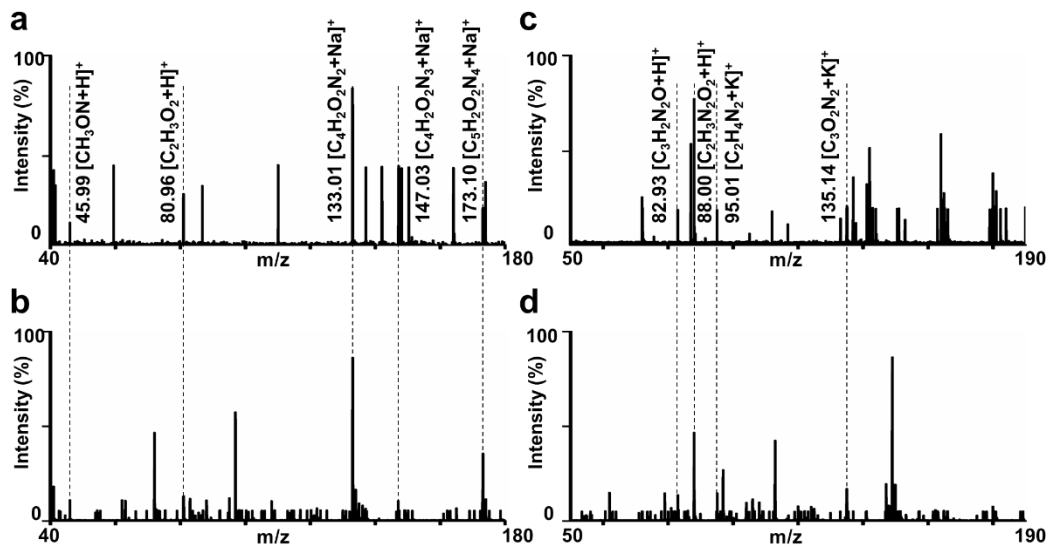 a
100
Intensity (%)
0
45.99 [CH3ON+H]+
80.96 [C2H3O2+H]+
133.01 [C4H2O2N2+Na]+
147.03 [C4H2O2N3+Na]+
173.10 [C5H2O2N4+Na]+
40
m/z
180
c
100
Intensity (%)
0
82.93 [C3H2N2O+H]+
88.00 [C2H3N2O2+H]+
95.01 [C2H4N2+K]+
135.14 [C3O2N2+K]+
50
m/z
190
b
100
Intensity (%)
0
40
m/z
180
d
100
Intensity (%)
0
50
m/z
190